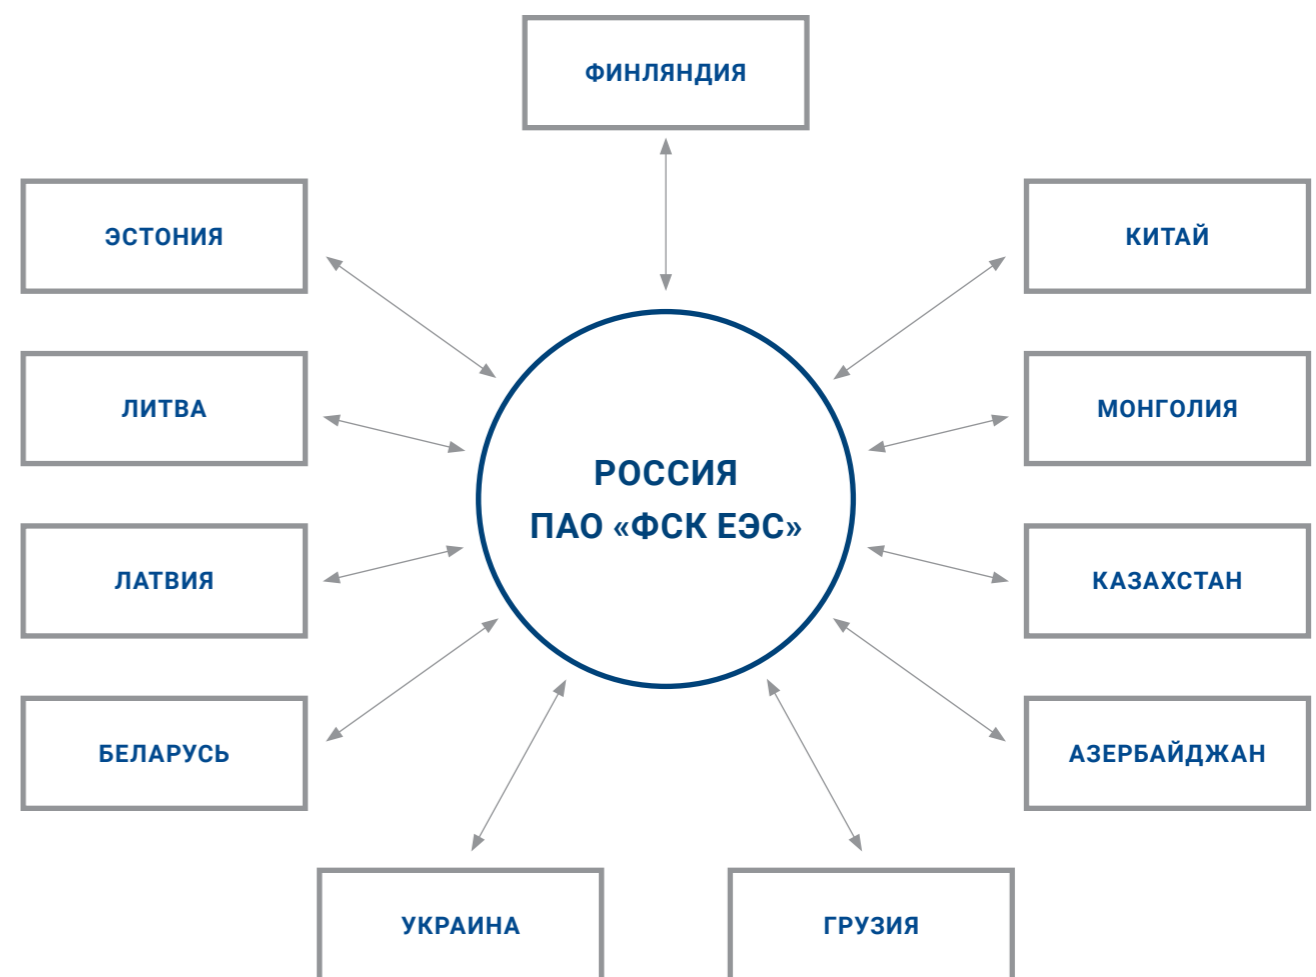 ФИНЛЯНДИЯ
ЭСТОНИЯ
КИТАЙ
ЛИТВА
МОНГОЛИЯ
РОССИЯ
ПАО «ФСК ЕЭС»
ЛАТВИЯ
КАЗАХСТАН
БЕЛАРУСЬ
АЗЕРБАЙДЖАН
УКРАИНА
ГРУЗИЯ